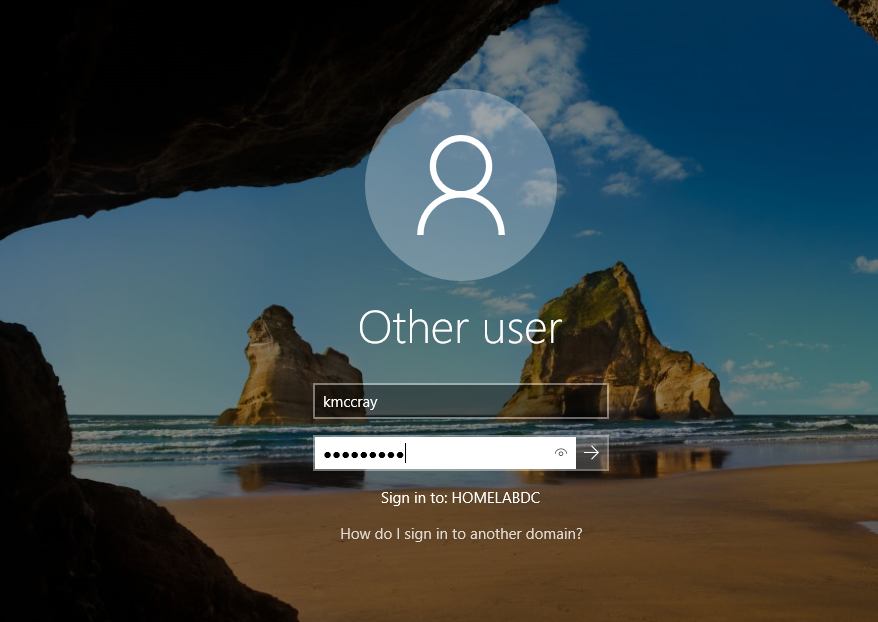 Other user
kmccray
●●●●●●●●●
Sign in to: HOMELABDC
How do I sign in to another domain?